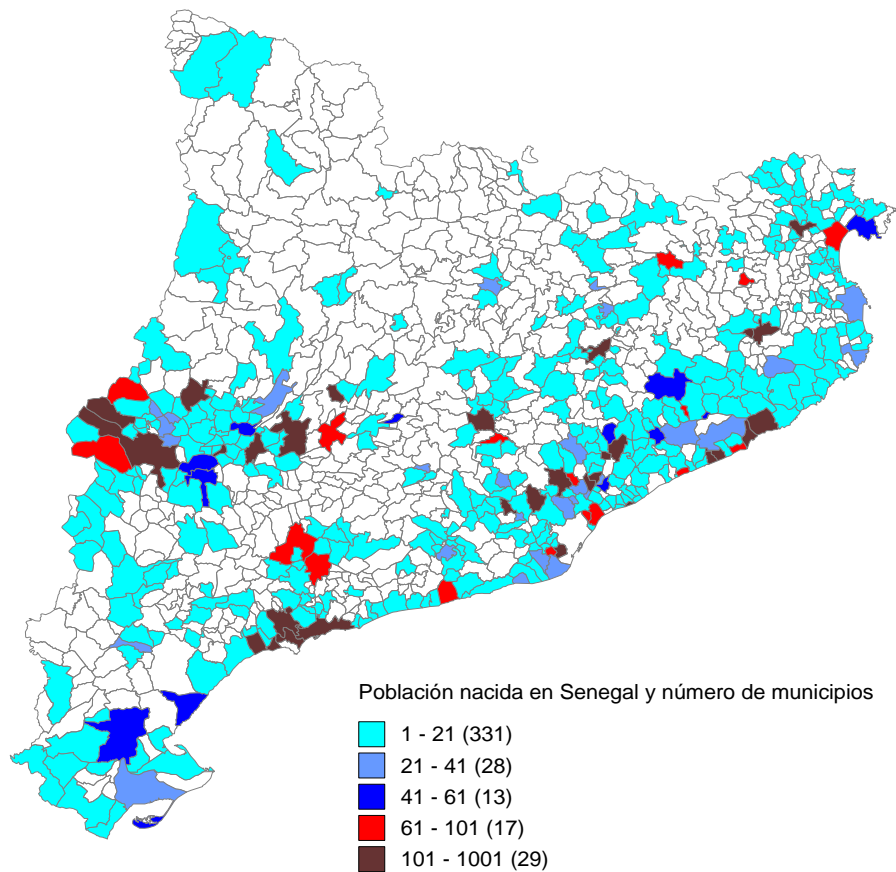 Población nacida en Senegal y número de municipios
1 - 21 (331)
21 - 41 (28)
41 - 61 (13)
61 - 101 (17)
101 - 1001 (29)